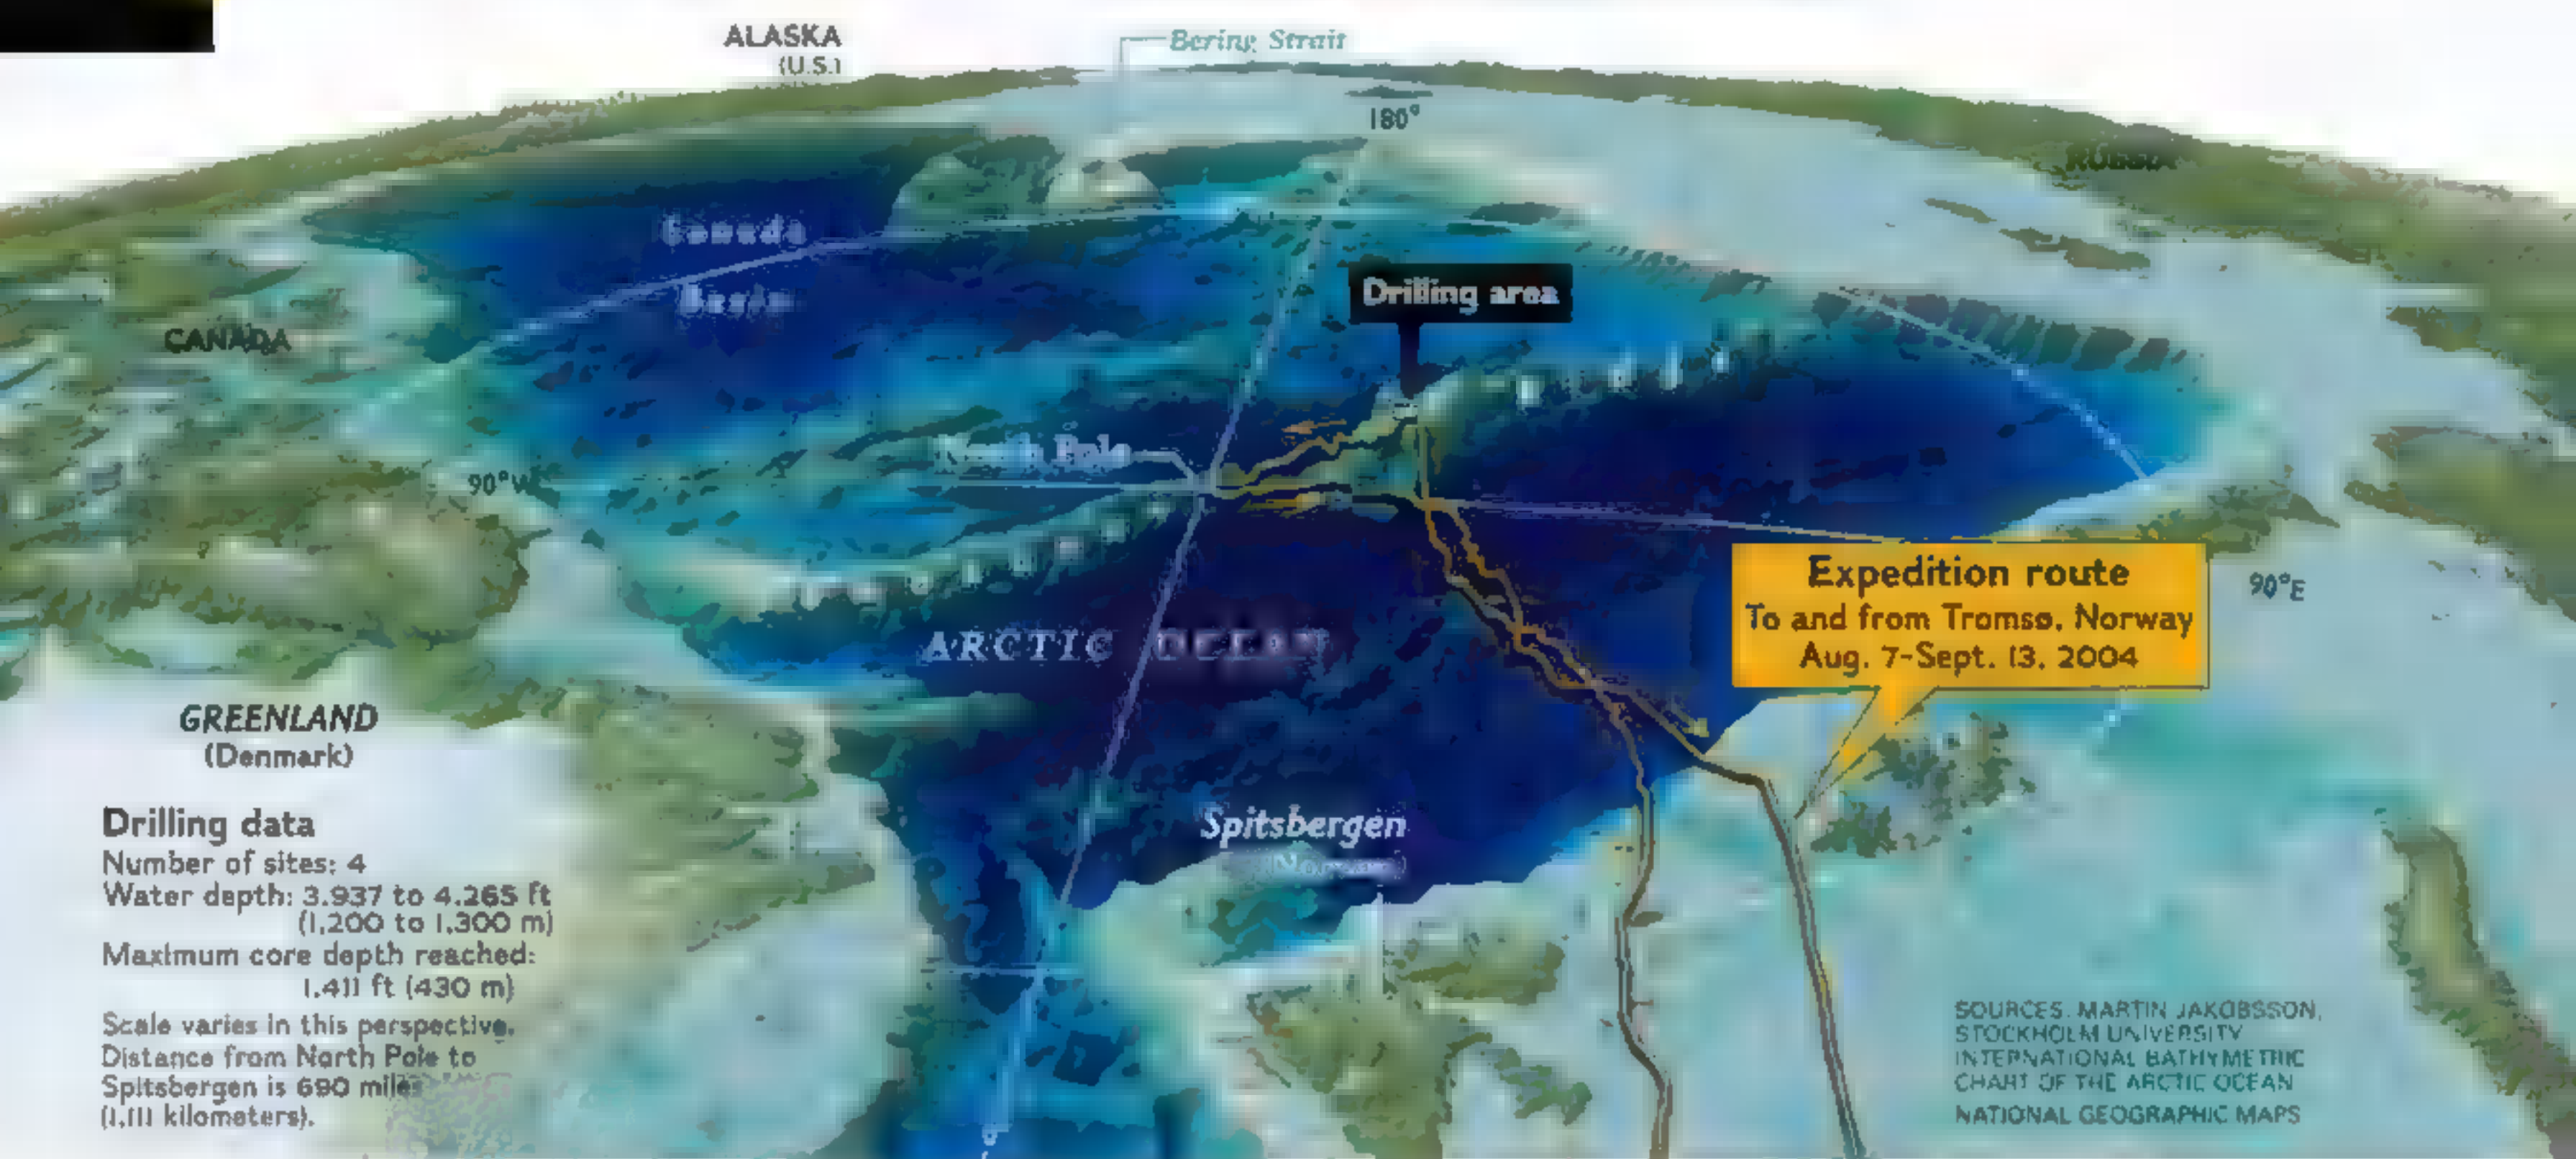 ALASKA
(U.S.)
Bering Strait
180°
RUSSIA
Canada
Basin
Drilling area
CANADA
North Pole
90°W
Expedition route
To and from Tromsø, Norway
Aug. 7-Sept. 13, 2004
90°E
ARCTIC OCEAN
GREENLAND
(Denmark)
Spitsbergen
(Norway)
Drilling data
Number of sites: 4
Water depth: 3,937 to 4,265 ft
(1,200 to 1,300 m)
Maximum core depth reached:
1,411 ft (430 m)
Scale varies in this perspective.
Distance from North Pole to
Spitsbergen is 690 miles
(1,111 kilometers).
SOURCES: MARTIN JAKOBSSON,
STOCKHOLM UNIVERSITY
INTERNATIONAL BATHYMETRIC
CHART OF THE ARCTIC OCEAN
NATIONAL GEOGRAPHIC MAPS